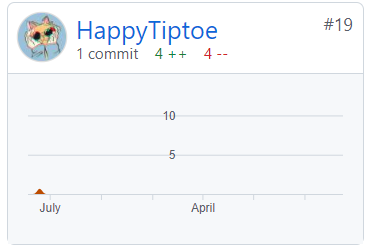 HappyTiptoe #19
1 commit 4 ++ 4 --
10
5
July April